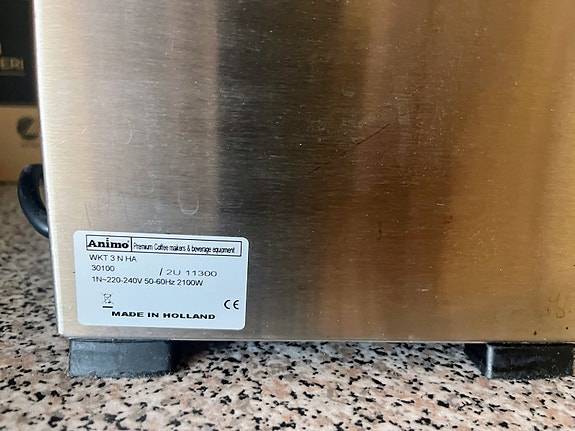 Animo Premium Coffee makers & beverage equipment
WKT 3 N HA
30100 / 2U 11300
1N~220-240V 50-60Hz 2100W
CE
MADE IN HOLLAND